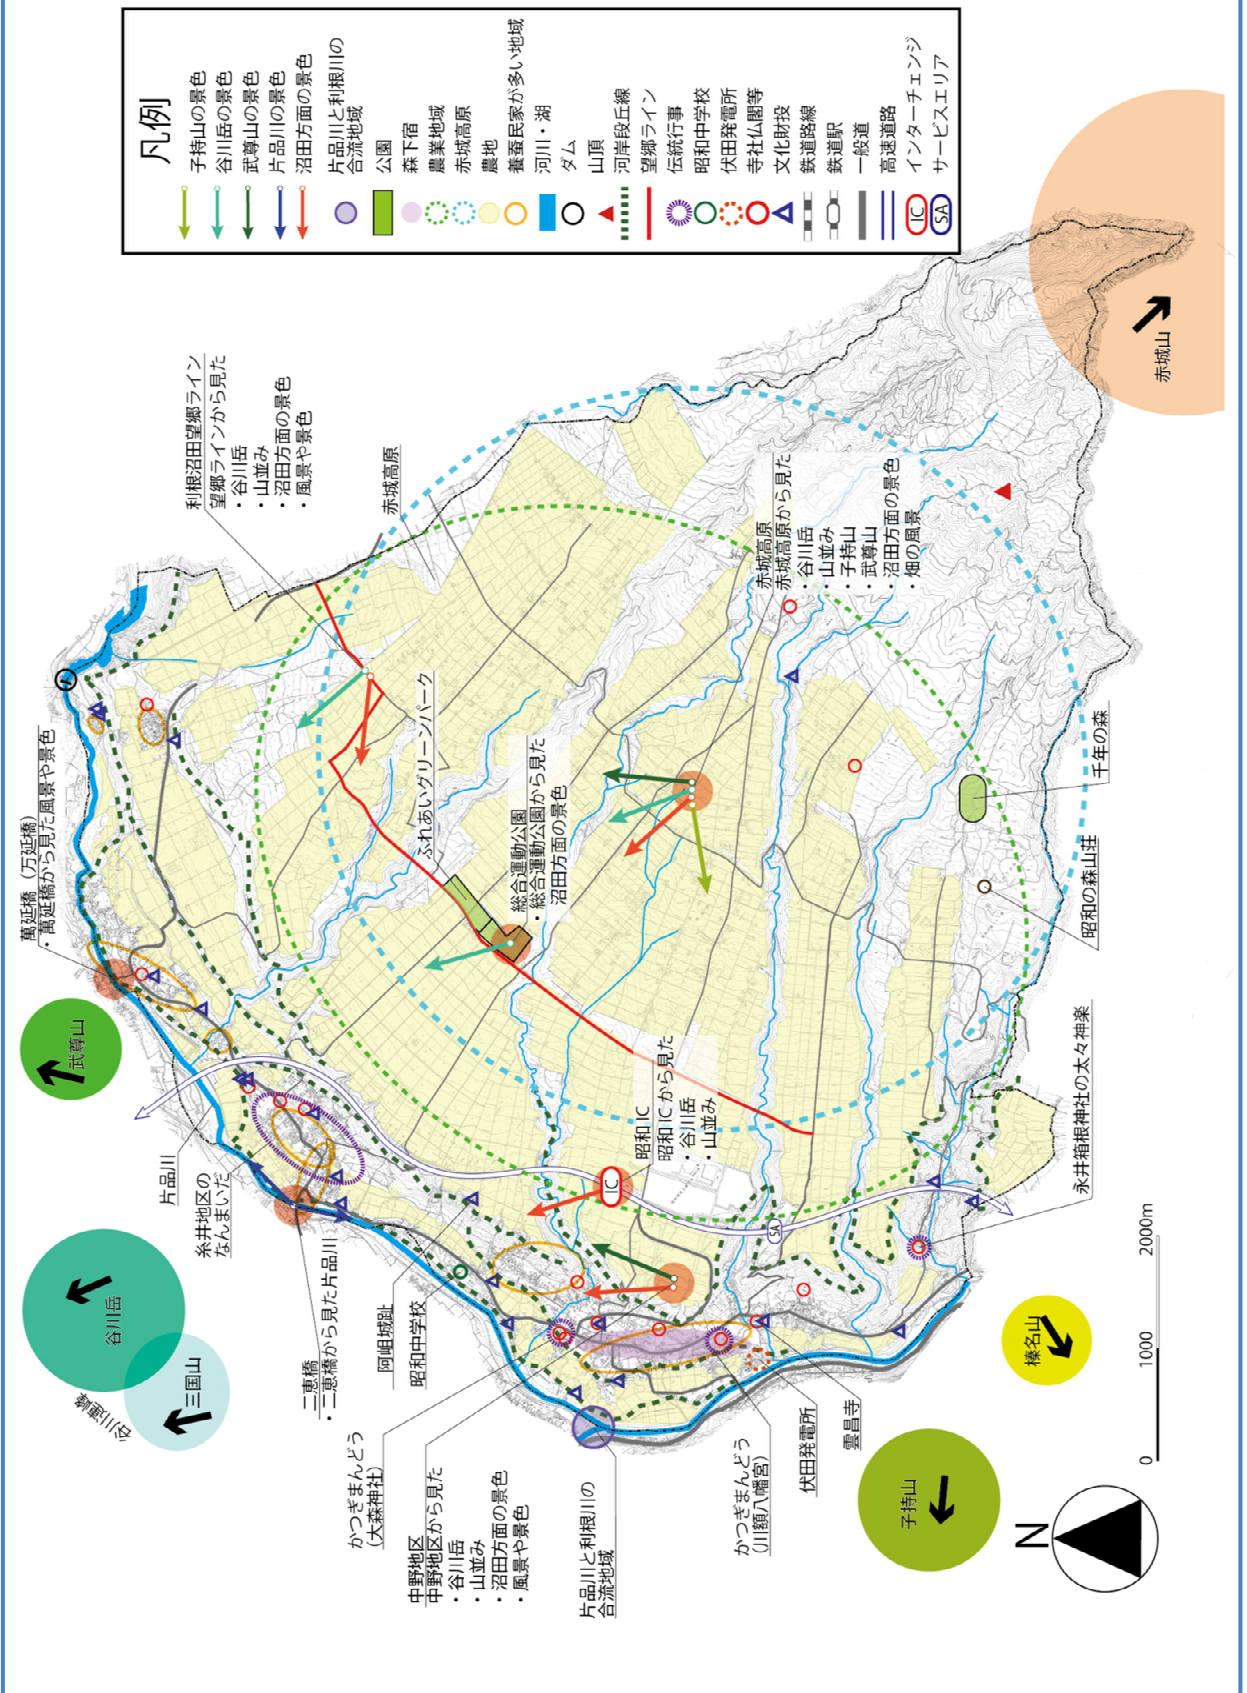 凡例
子持山の景色
谷川岳の景色
武尊山の景色
片品川の景色
沼田方面の景色
片品川と利根川の
合流地域
公園
森下宿
農業地域
赤城高原
農地
養蚕民家が多い地域
河川・湖
ダム
山頂
河岸段丘線
望郷ライン
伝統行事
昭和中学校
伏田発電所
寺社仏閣等
文化財投
鉄道路線
鉄道駅
一般道
高速道路
IC
インターチェンジ
SA
サービスエリア
利根沼田望郷ライン
望郷ラインから見た
・谷川岳
・山並み
・沼田方面の景色
・風景や景色
赤城高原
赤城山
赤城高原
赤城高原から見た
・谷川岳
・山並み
・子持山
・武尊山
・沼田方面の景色
・畑の風景
萬延橋（万延橋）
・萬延橋から見た風景や景色
ふれあいグリーンパーク
総合運動公園
・総合運動公園から見た
沼田方面の景色
千年の森
昭和の森山荘
武尊山
片品川
糸井地区の
なんまいだ
昭和IC
昭和ICから見た
・谷川岳
・山並み
IC
SA
永井箱根神社の太々神楽
谷川岳
三国山
谷川連峰
二恵橋
・二恵橋から見た片品川
阿岨城趾
昭和中学校
かつぎまんどう
(大森神社)
中野地区
中野地区から見た
・谷川岳
・山並み
・沼田方面の景色
・風景や景色
片品川と利根川の
合流地域
かつぎまんどう
(川額八幡宮)
伏田発電所
雲昌寺
榛名山
子持山
N
0 1000 2000m